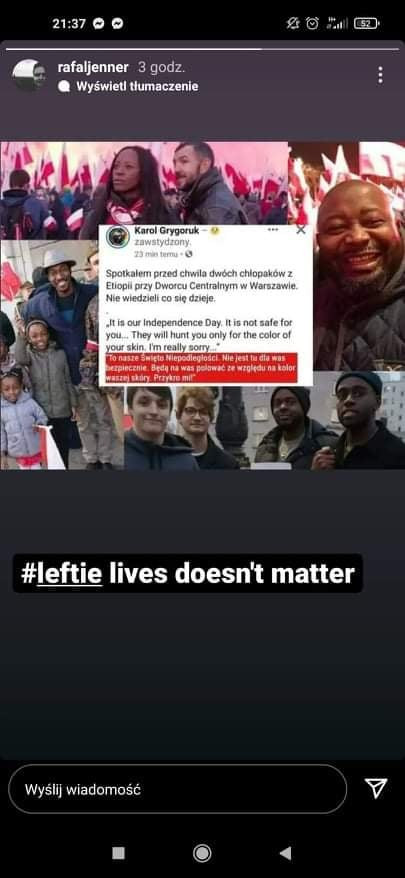 21:37
52
rafaljenner 3 godz.
Wyświetl tłumaczenie
Karol Grygoruk –
zawstydzony.
23 min temu ·
Spotkałem przed chwila dwóch chłopaków z
Etiopii przy Dworcu Centralnym w Warszawie.
Nie wiedzieli co się dzieje.
.
„It is our Independence Day. It is not safe for
you... They will hunt you only for the color of
your skin. I'm really sorry..."
"To nasze Święto Niepodległości. Nie jest tu dla was
bezpiecznie. Będą na was polować ze względu na kolor
waszej skóry. Przykro mi!"
#leftie lives doesn't matter
Wyślij wiadomość